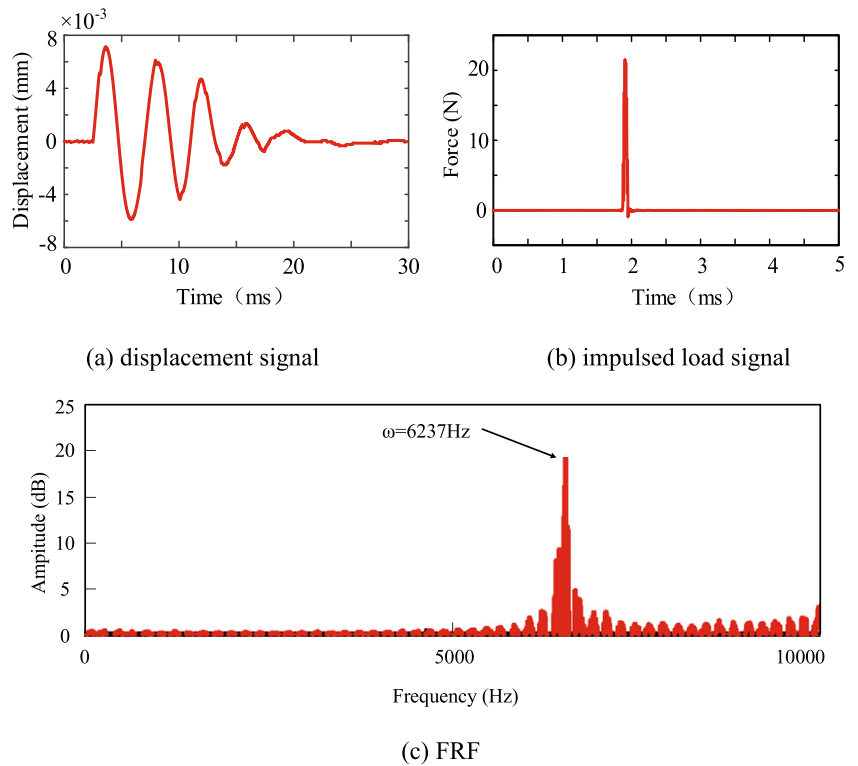 ×10⁻³
8
4
0
-4
-8
Displacement (mm)
0 10 20 30
Time（ms）
(a) displacement signal
20
10
0
Force (N)
0 1 2 3 4 5
Time（ms）
(b) impulsed load signal
25
20
15
10
5
0
Ampitude (dB)
ω=6237Hz
0 5000 10000
Frequency (Hz)
(c) FRF